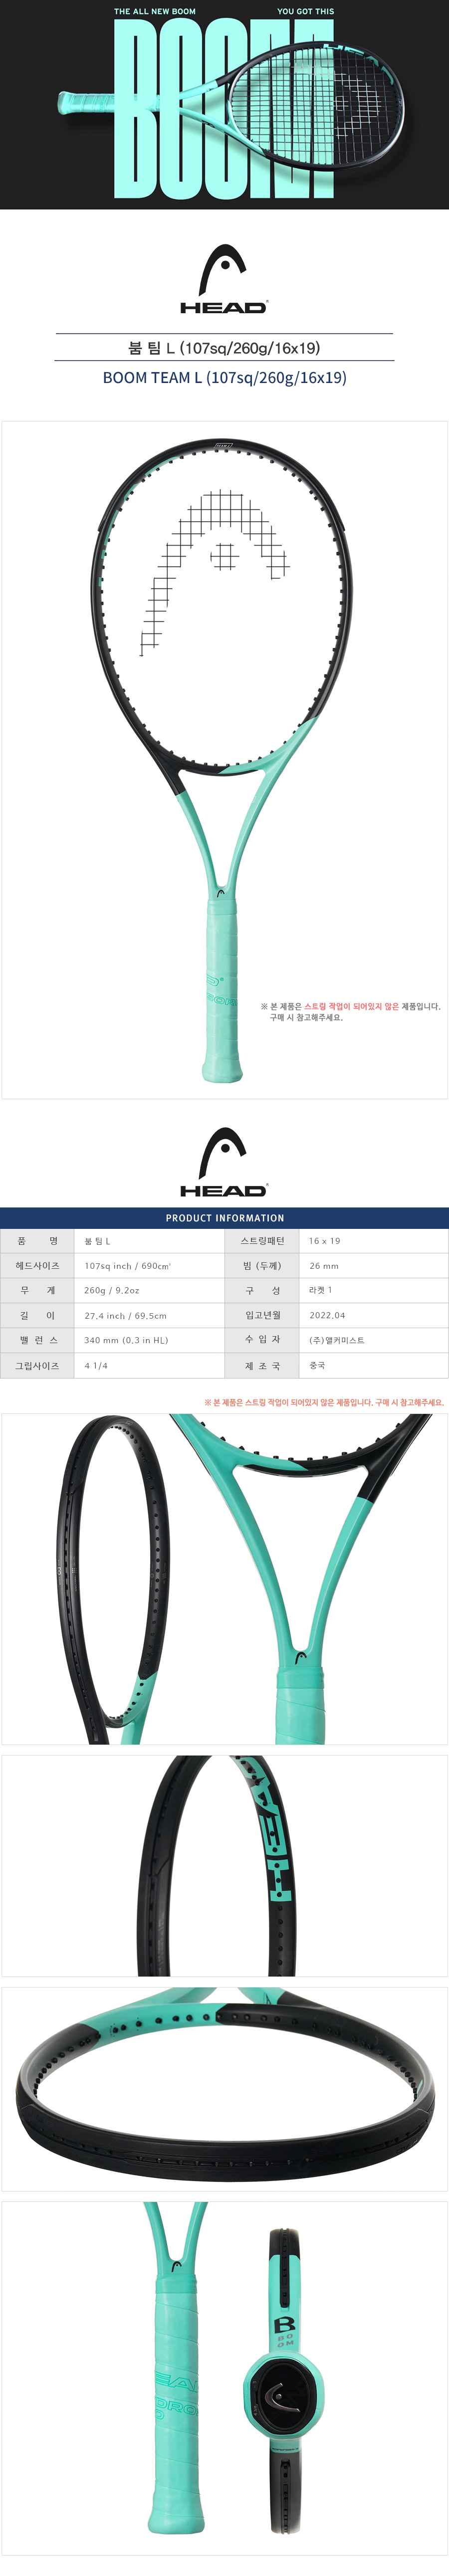 THE ALL NEW BOOM YOU GOT THIS
BOOM
HEAD
붐 팀 L (107sq/260g/16x19)
BOOM TEAM L (107sq/260g/16x19)
※ 본 제품은 스트링 작업이 되어있지 않은 제품입니다.
구매 시 참고해주세요.
HEAD
PRODUCT INFORMATION
품 명 붐 팀 L 스트링패턴 16 x 19
헤드사이즈 107sq inch / 690cm² 빔 (두께) 26 mm
무 게 260g / 9.2oz 구 성 라켓 1
길 이 27.4 inch / 69.5cm 입고년월 2022.04
밸 런 스 340 mm (0.3 in HL) 수 입 자 (주)앨커미스트
그립사이즈 4 1/4 제 조 국 중국
※ 본 제품은 스트링 작업이 되어있지 않은 제품입니다. 구매 시 참고해주세요.
HEAD
B
BO
OM